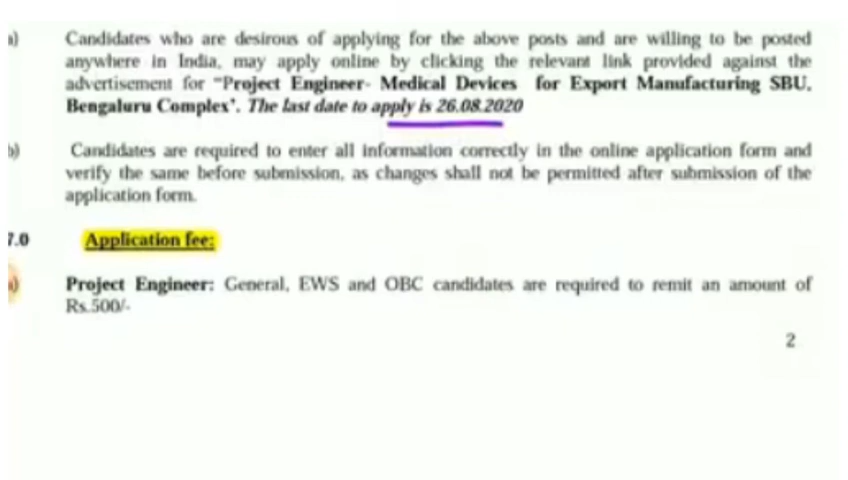 a) Candidates who are desirous of applying for the above posts and are willing to be posted
anywhere in India, may apply online by clicking the relevant link provided against the
advertisement for "Project Engineer- Medical Devices for Export Manufacturing SBU,
Bengaluru Complex". The last date to apply is 26.08.2020
b) Candidates are required to enter all information correctly in the online application form and
verify the same before submission, as changes shall not be permitted after submission of the
application form.
7.0 Application fee:
a) Project Engineer: General, EWS and OBC candidates are required to remit an amount of
Rs.500/-
2